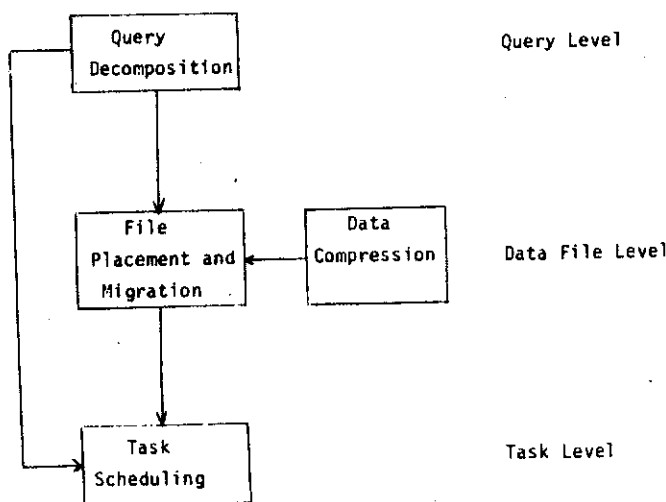 Query
Decomposition
Query Level
File
Placement and
Migration
Data
Compression
Data File Level
Task
Scheduling
Task Level